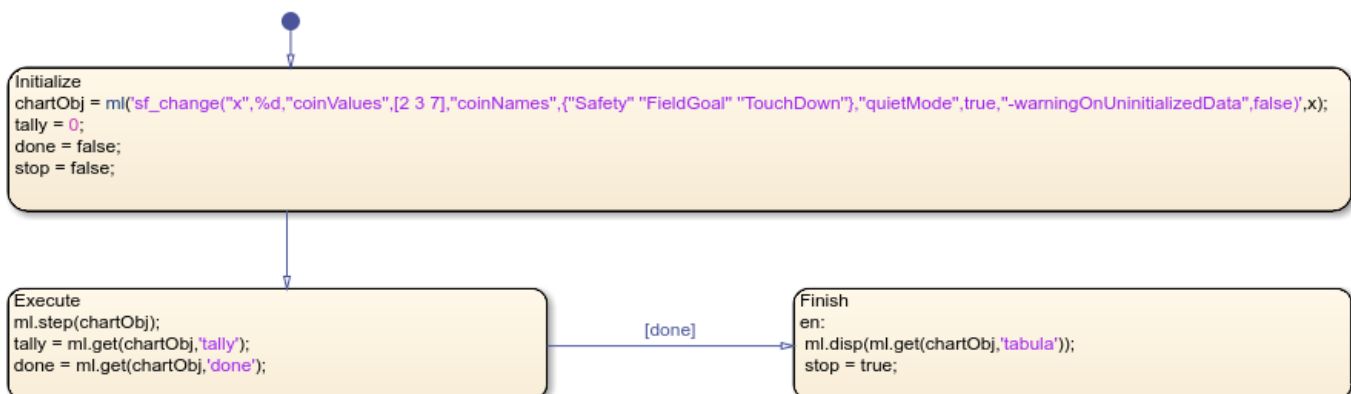 Initialize
chartObj = ml('sf_change("x",%d,"coinValues",[2 3 7],"coinNames",{"Safety" "FieldGoal" "TouchDown"},"quietMode",true,"-warningOnUninitializedData",false)',x);
tally = 0;
done = false;
stop = false;
Execute
ml.step(chartObj);
tally = ml.get(chartObj,'tally');
done = ml.get(chartObj,'done');
[done]
Finish
en:
ml.disp(ml.get(chartObj,'tabula'));
stop = true;